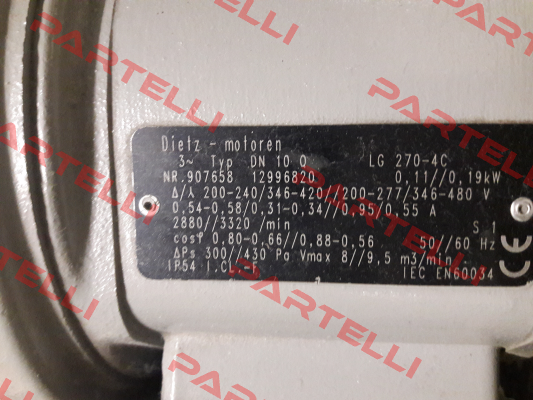 PARTELLI
Dietz - motoren
3~ Typ DN 10 O LG 270-4C
NR.907658 12996820 0,11//0,19kW
Δ/⅄ 200-240/346-420//200-277/346-480 V
0,54-0,58/0,31-0,34//0,95/0,55 A
2880//3320 /min S 1
cosᵠ 0,80-0,66//0,88-0,56 50//60 Hz
ΔPs 300//430 Pa Vmax 8//9,5 m3/min
IP54 I.Cl.-F IEC EN60034
CE
PARTELLI
PARTELLI
PARTELLI